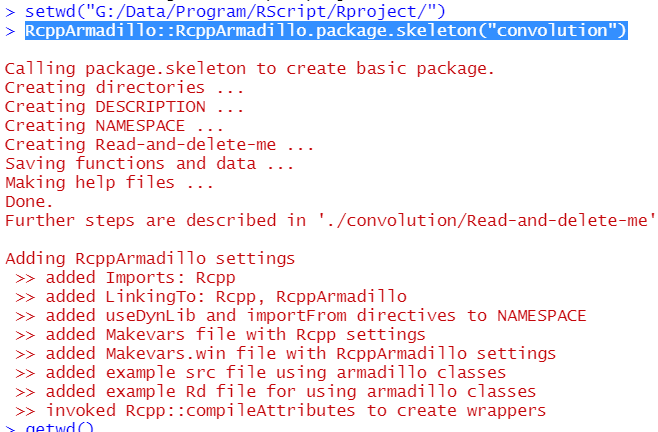 > setwd("G:/Data/Program/RScript/Rproject/")
> RcppArmadillo::RcppArmadillo.package.skeleton("convolution")
Calling package.skeleton to create basic package.
Creating directories ...
Creating DESCRIPTION ...
Creating NAMESPACE ...
Creating Read-and-delete-me ...
Saving functions and data ...
Making help files ...
Done.
Further steps are described in './convolution/Read-and-delete-me'
Adding RcppArmadillo settings
>> added Imports: Rcpp
>> added LinkingTo: Rcpp, RcppArmadillo
>> added useDynLib and importFrom directives to NAMESPACE
>> added Makevars file with Rcpp settings
>> added Makevars.win file with RcppArmadillo settings
>> added example src file using armadillo classes
>> added example Rd file for using armadillo classes
>> invoked Rcpp::compileAttributes to create wrappers
> getwd()